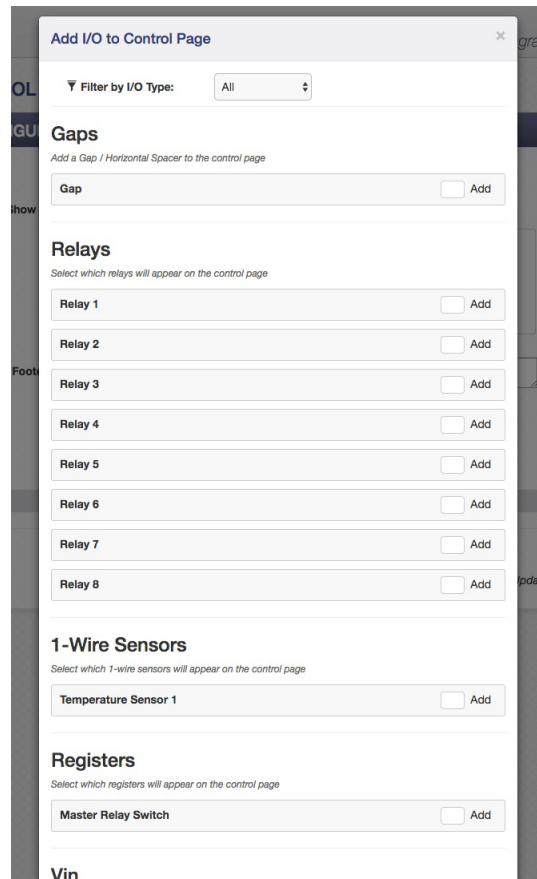 Add I/O to Control Page ×
Filter by I/O Type: All
Gaps
Add a Gap / Horizontal Spacer to the control page
Gap Add
Relays
Select which relays will appear on the control page
Relay 1 Add
Relay 2 Add
Relay 3 Add
Relay 4 Add
Relay 5 Add
Relay 6 Add
Relay 7 Add
Relay 8 Add
1-Wire Sensors
Select which 1-wire sensors will appear on the control page
Temperature Sensor 1 Add
Registers
Select which registers will appear on the control page
Master Relay Switch Add
Vin
OL
GU
Show